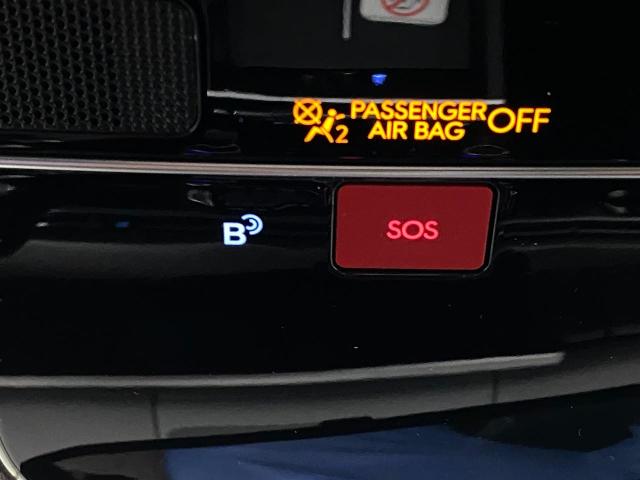 PASSENGER OFF
2 AIR BAG
B
SOS